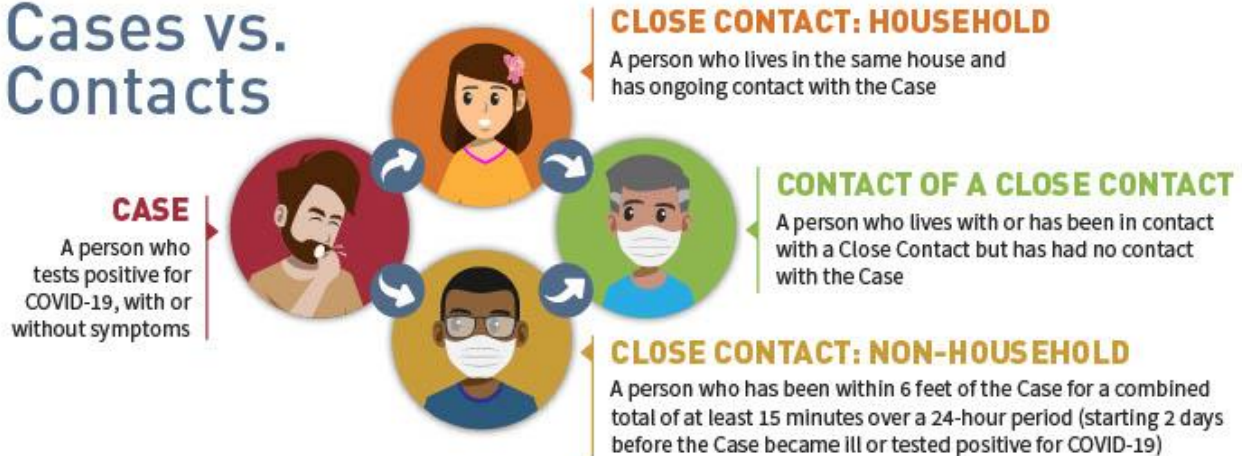 Cases vs.
Contacts
CLOSE CONTACT: HOUSEHOLD
A person who lives in the same house and
has ongoing contact with the Case
CASE
A person who
tests positive for
COVID-19, with or
without symptoms
CONTACT OF A CLOSE CONTACT
A person who lives with or has been in contact
with a Close Contact but has had no contact
with the Case
CLOSE CONTACT: NON-HOUSEHOLD
A person who has been within 6 feet of the Case for a combined
total of at least 15 minutes over a 24-hour period (starting 2 days
before the Case became ill or tested positive for COVID-19)